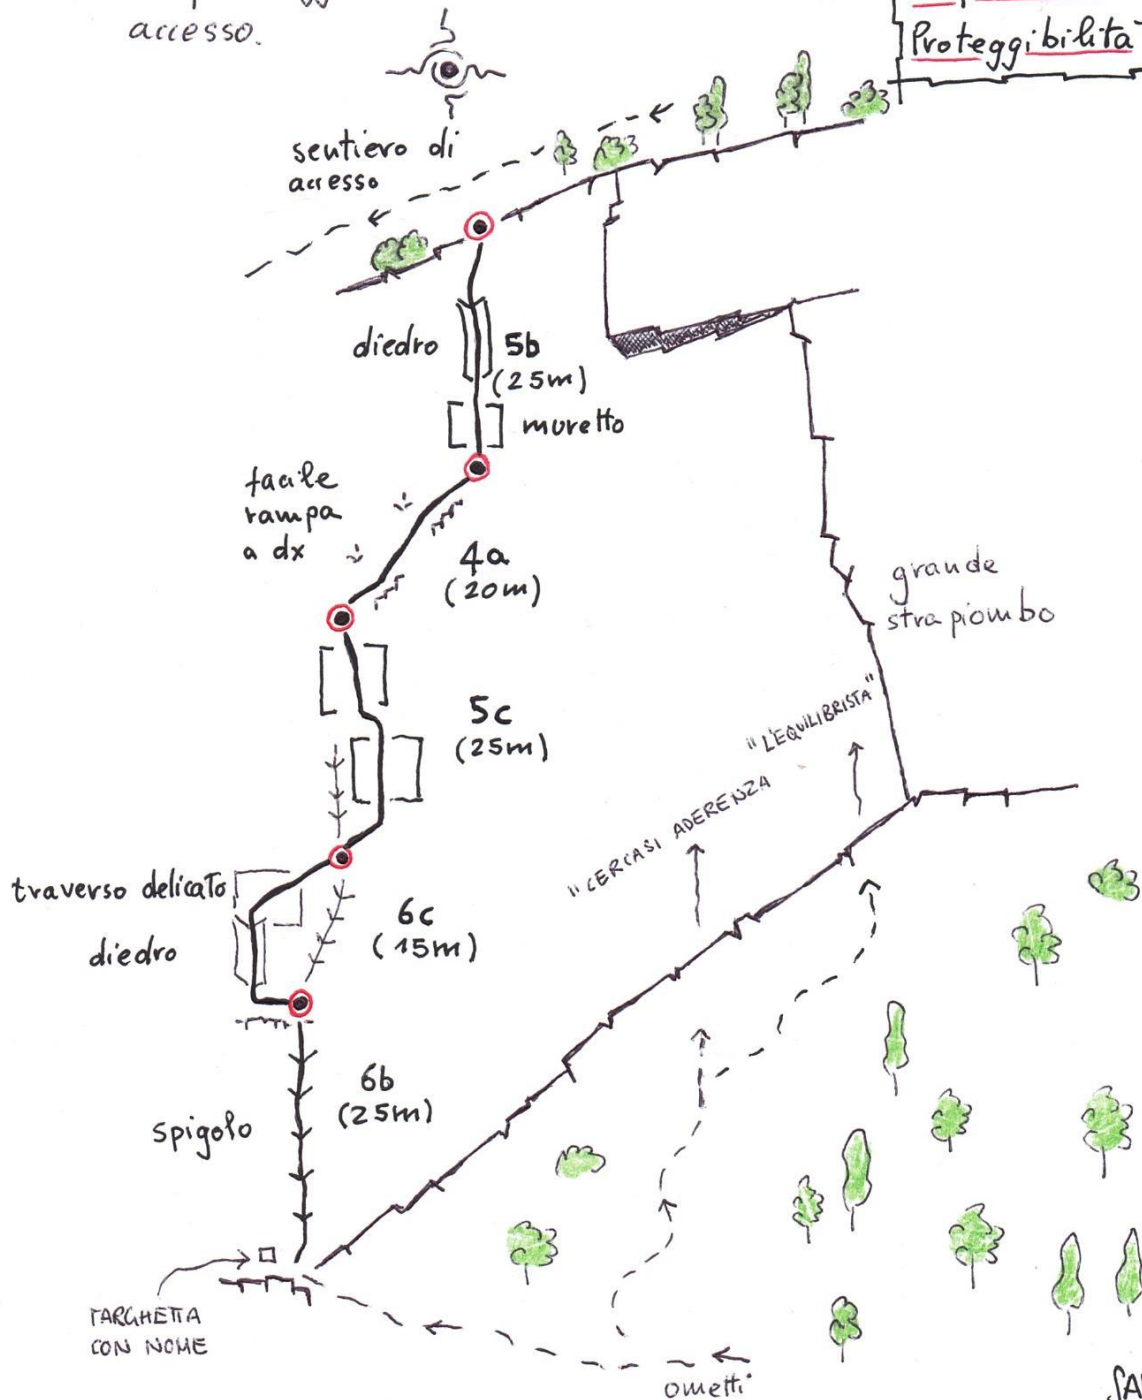 accesso.
Proteggibilità
sentiero di
accesso
diedro
5b
(25m)
muretto
facile
rampa
a dx
4a
(20m)
grande
strapiombo
5c
(25m)
"L'EQUILIBRISTA"
"CERCASI ADERENZA
traverso delicato
6c
(15m)
diedro
6b
(25m)
spigolo
TARGHETTA
CON NOME
ometti